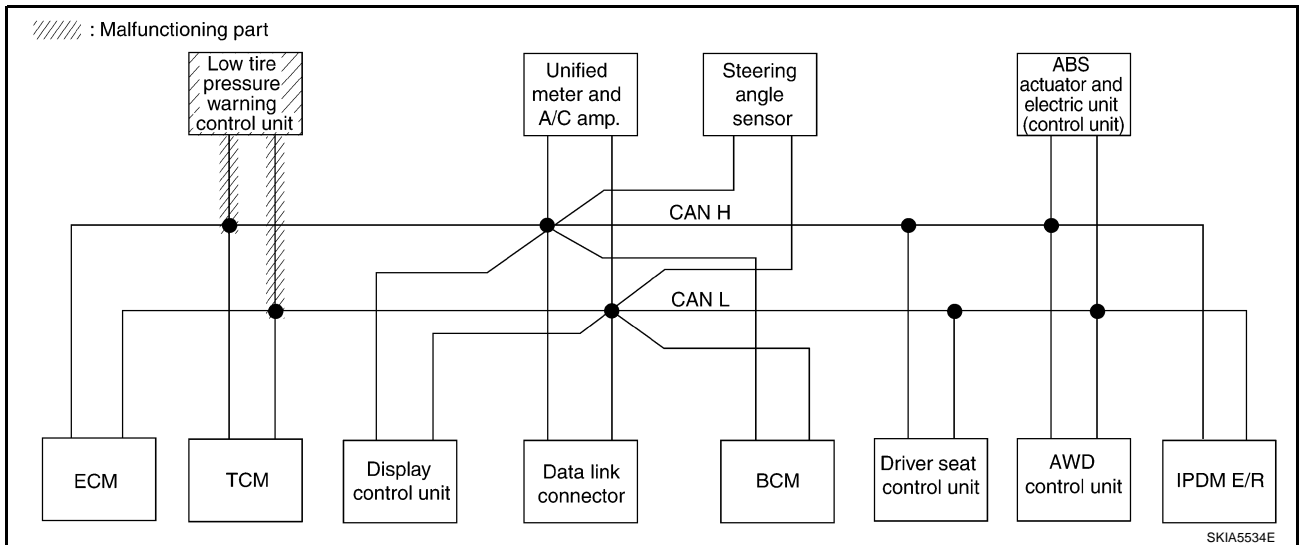 : Malfunctioning part
Low tire
pressure
warning
control unit
Unified
meter and
A/C amp.
Steering
angle
sensor
ABS
actuator and
electric unit
(control unit)
CAN H
CAN L
ECM
TCM
Display
control unit
Data link
connector
BCM
Driver seat
control unit
AWD
control unit
IPDM E/R
SKIA5534E